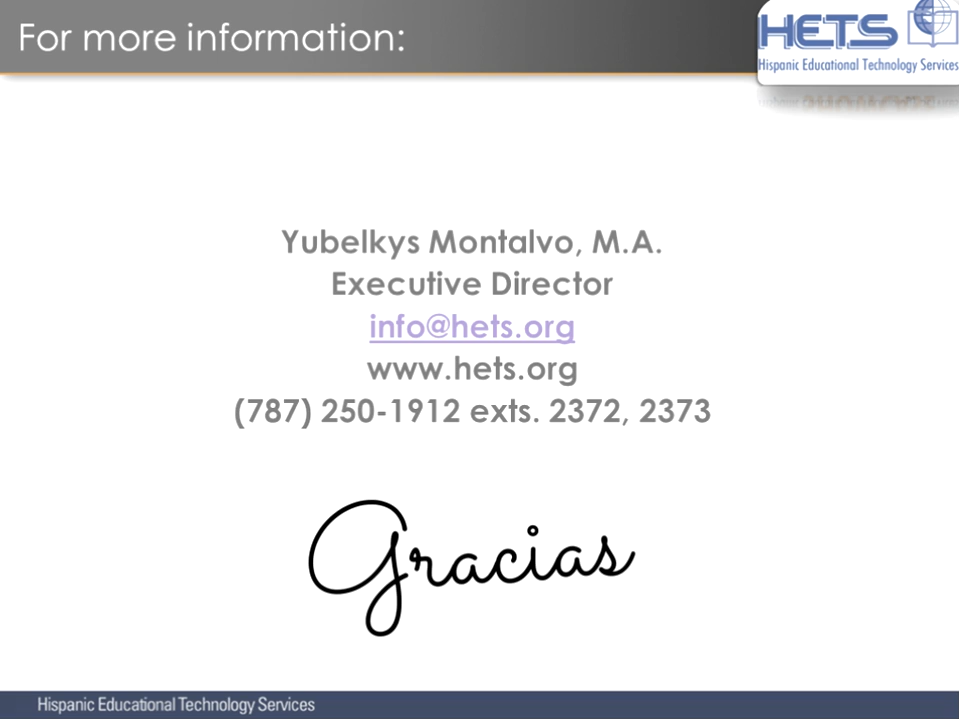 For more information:
HETS
Hispanic Educational Technology Services
Yubelkys Montalvo, M.A.
Executive Director
info@hets.org
www.hets.org
(787) 250-1912 exts. 2372, 2373
Gracias
Hispanic Educational Technology Services